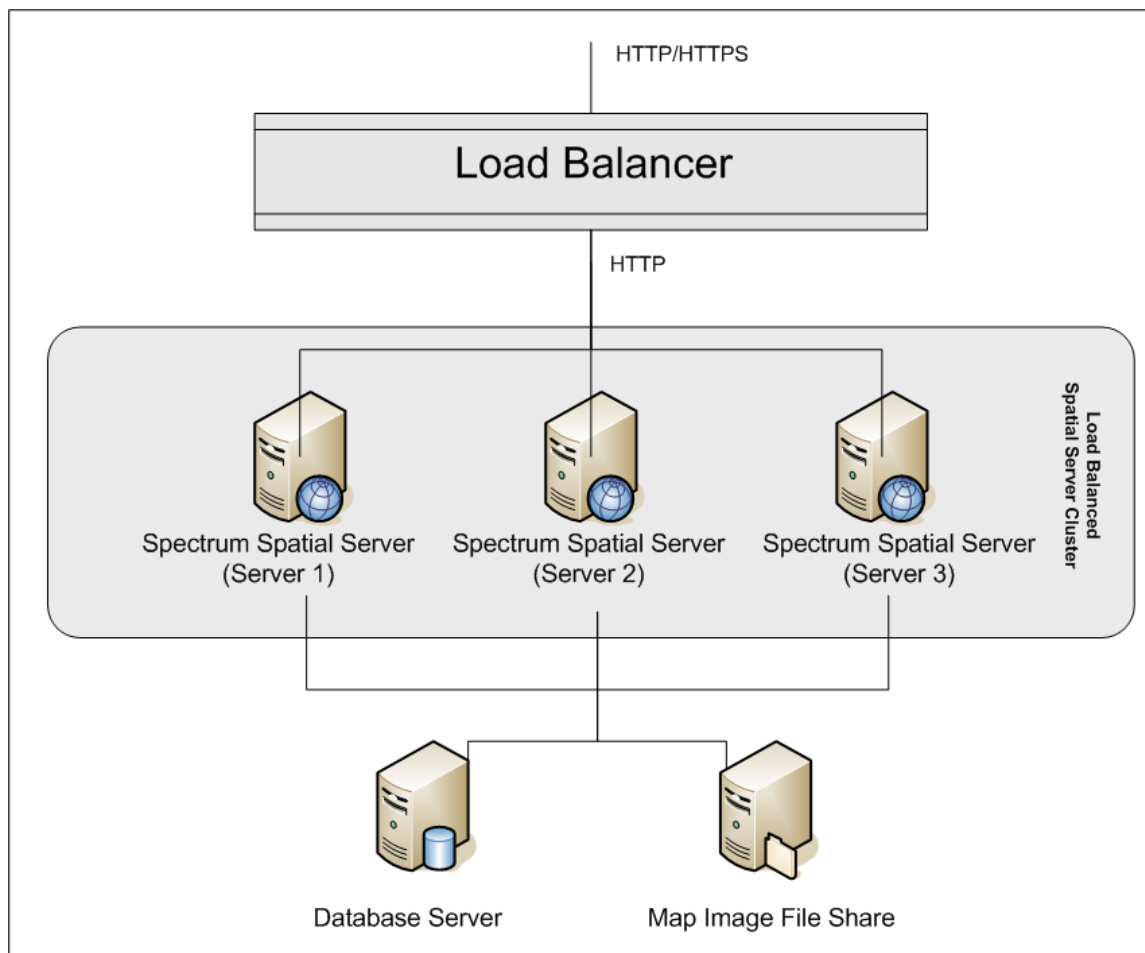 HTTP/HTTPS
Load Balancer
HTTP
Load Balanced
Spatial Server Cluster
Spectrum Spatial Server
(Server 1)
Spectrum Spatial Server
(Server 2)
Spectrum Spatial Server
(Server 3)
Database Server
Map Image File Share